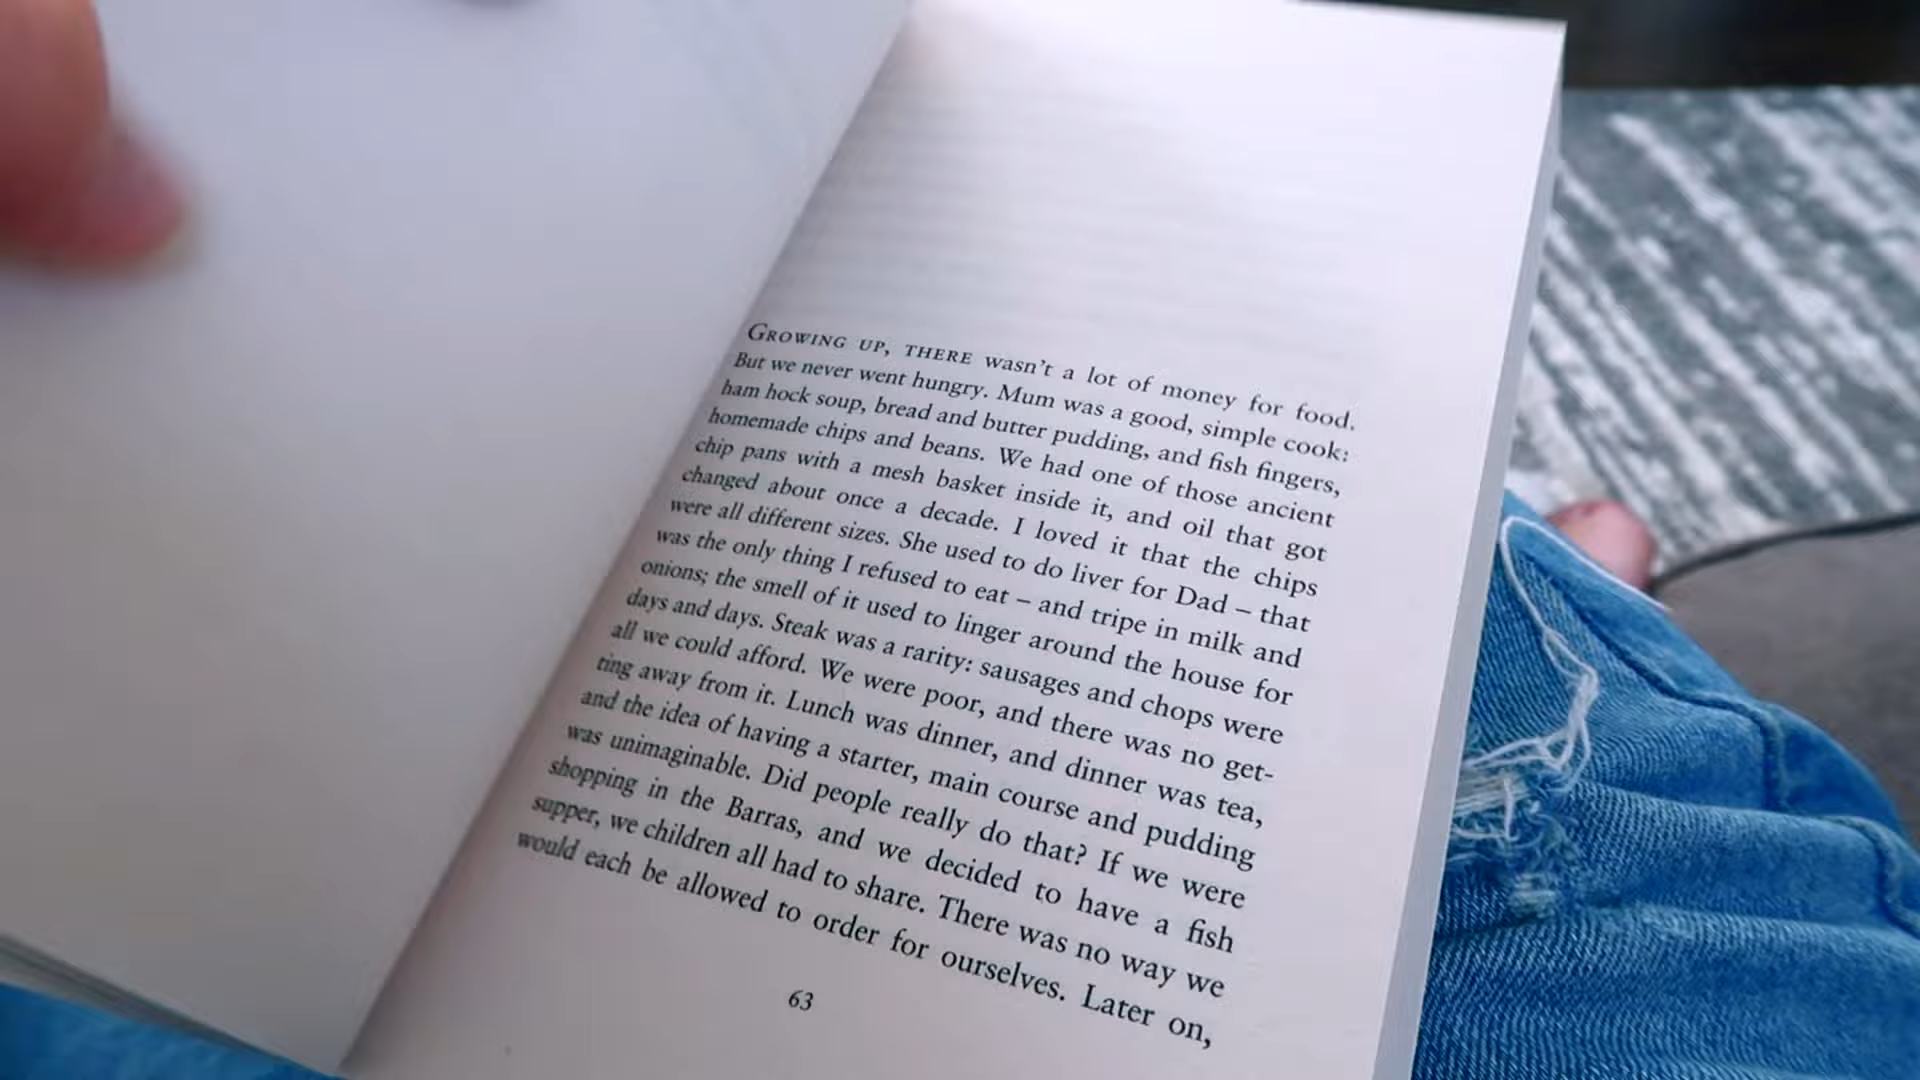 GROWING UP, THERE wasn't a lot of money for food.
But we never went hungry. Mum was a good, simple cook:
ham hock soup, bread and butter pudding, and fish fingers,
homemade chips and beans. We had one of those ancient
chip pans with a mesh basket inside it, and oil that got
changed about once a decade. I loved it that the chips
were all different sizes. She used to do liver for Dad – that
was the only thing I refused to eat – and tripe in milk and
onions; the smell of it used to linger around the house for
days and days. Steak was a rarity: sausages and chops were
all we could afford. We were poor, and there was no get-
ting away from it. Lunch was dinner, and dinner was tea,
and the idea of having a starter, main course and pudding
was unimaginable. Did people really do that? If we were
shopping in the Barras, and we decided to have a fish
supper, we children all had to share. There was no way we
would each be allowed to order for ourselves. Later on,
63